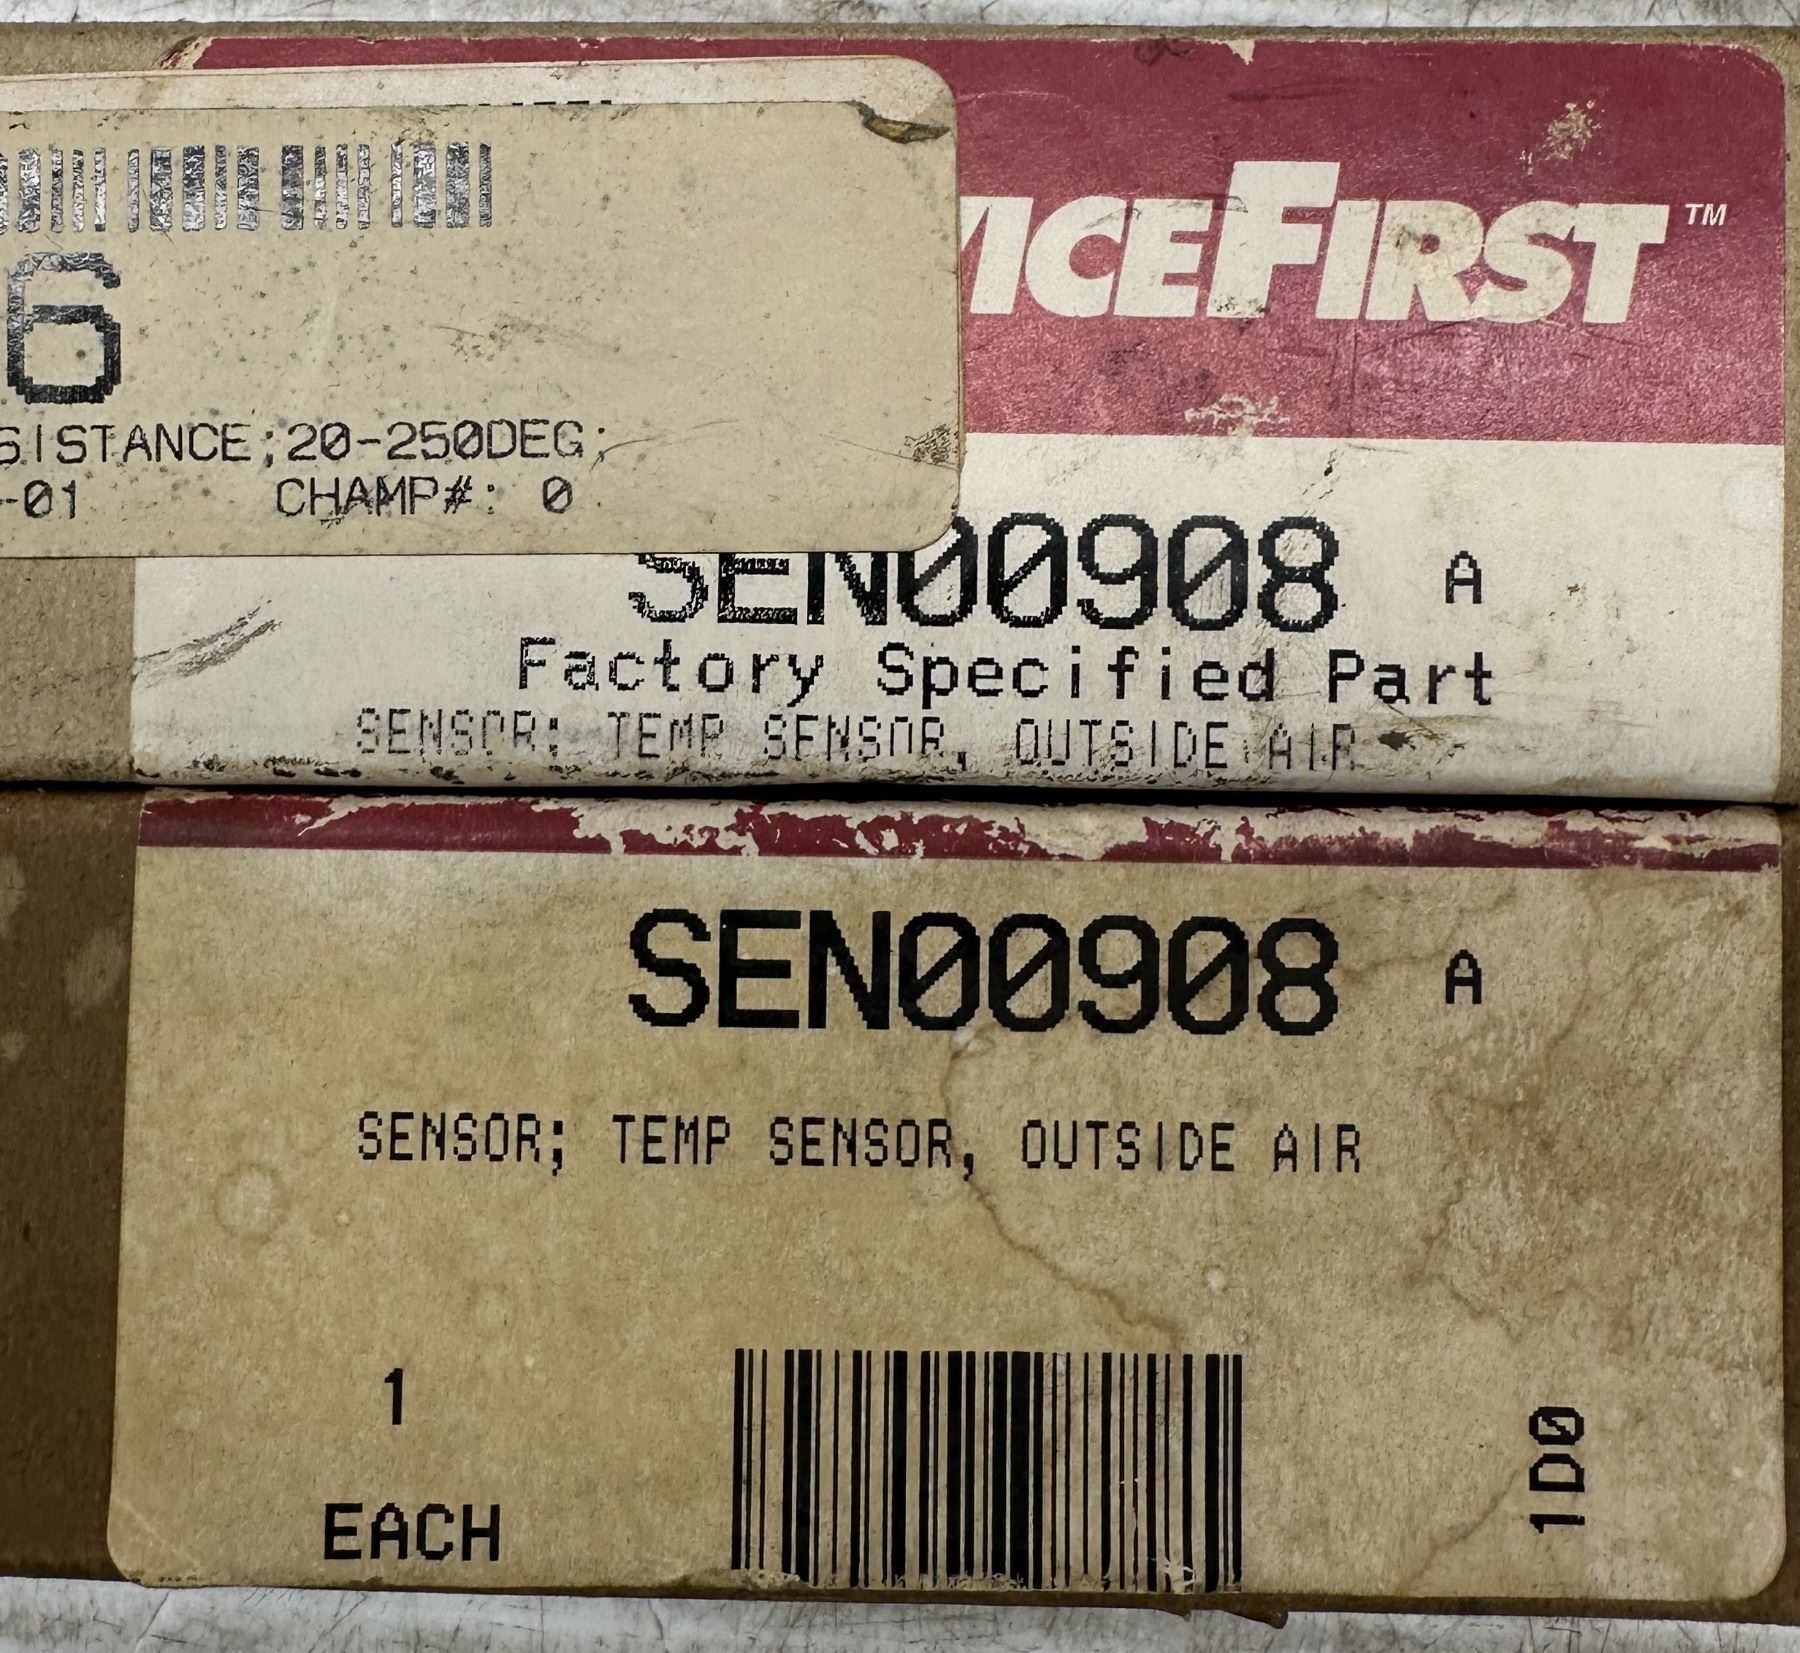 VICEFIRST™
6
SISTANCE;20-250DEG;
-01 CHAMP#: 0
SEN00908 A
Factory Specified Part
SENSOR; TEMP SENSOR, OUTSIDE AIR
SEN00908 A
SENSOR; TEMP SENSOR, OUTSIDE AIR
1
EACH
1D0